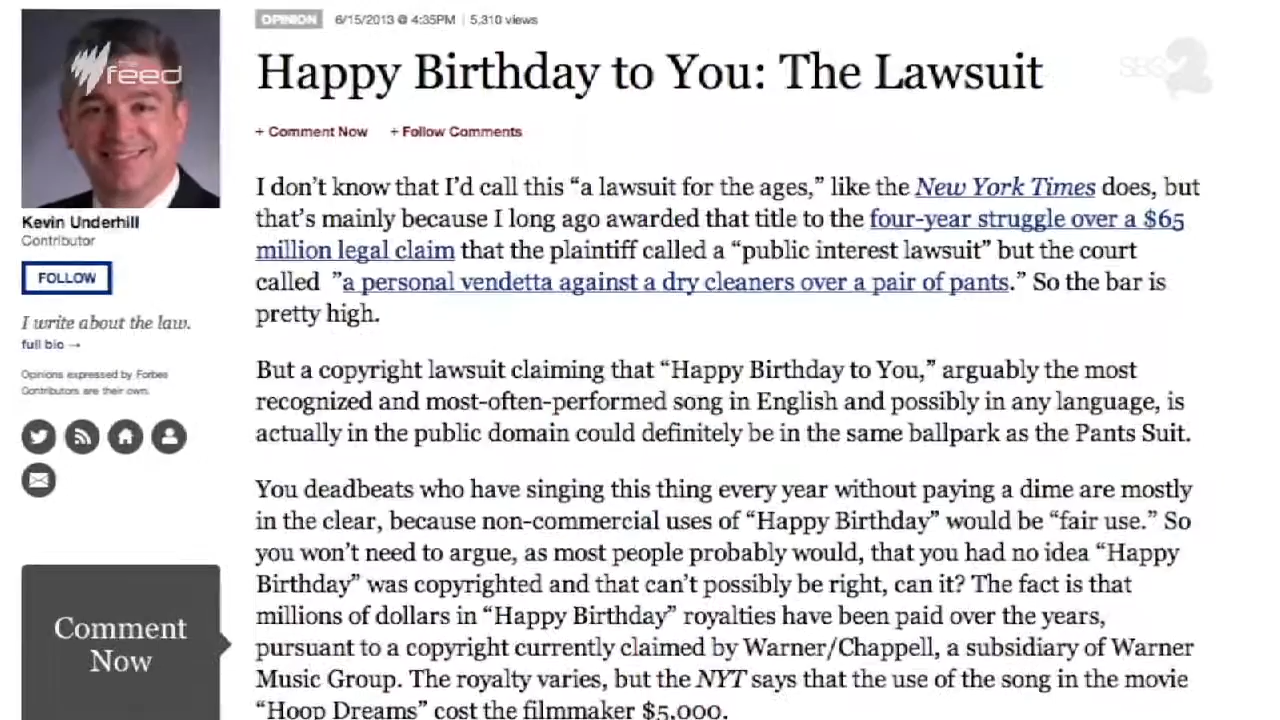 OPINION 6/15/2013 @ 4:35PM | 5,310 views
Happy Birthday to You: The Lawsuit
+ Comment Now + Follow Comments
the feed
SBS 2
Kevin Underhill
Contributor
FOLLOW
I write about the law.
full bio →
Opinions expressed by Forbes
Contributors are their own.
Comment
Now
I don't know that I'd call this “a lawsuit for the ages,” like the New York Times does, but
that's mainly because I long ago awarded that title to the four-year struggle over a $65
million legal claim that the plaintiff called a “public interest lawsuit” but the court
called ”a personal vendetta against a dry cleaners over a pair of pants.” So the bar is
pretty high.
But a copyright lawsuit claiming that “Happy Birthday to You,” arguably the most
recognized and most-often-performed song in English and possibly in any language, is
actually in the public domain could definitely be in the same ballpark as the Pants Suit.
You deadbeats who have singing this thing every year without paying a dime are mostly
in the clear, because non-commercial uses of “Happy Birthday” would be “fair use.” So
you won't need to argue, as most people probably would, that you had no idea “Happy
Birthday” was copyrighted and that can't possibly be right, can it? The fact is that
millions of dollars in “Happy Birthday” royalties have been paid over the years,
pursuant to a copyright currently claimed by Warner/Chappell, a subsidiary of Warner
Music Group. The royalty varies, but the NYT says that the use of the song in the movie
“Hoop Dreams” cost the filmmaker $5,000.